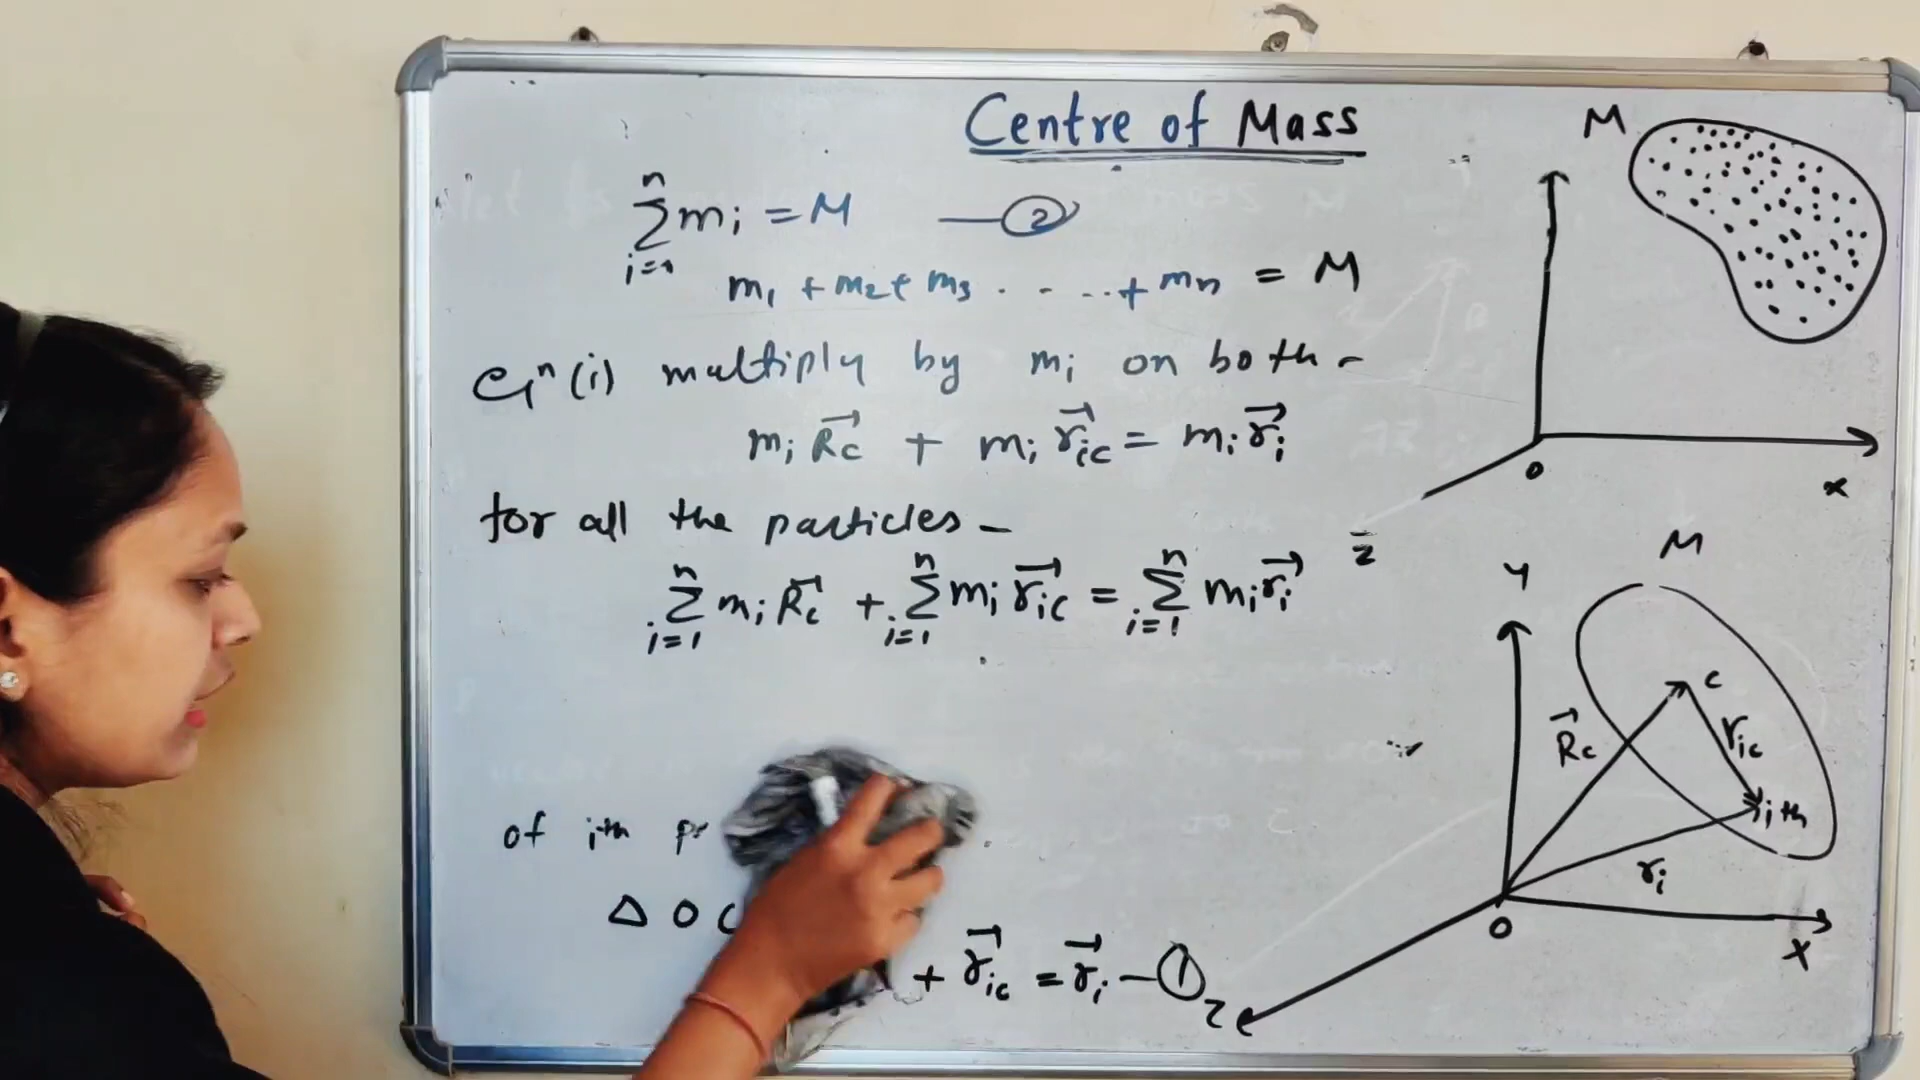 Centre of Mass
n
Σ mi = M — ②
i=1
m1 + m2 + m3 . . . . . + mn = M
eqn (i) multiply by mi on both -
mi R⃗c + mi r⃗ic = mi r⃗i
for all the particles -
n n n
Σ mi R⃗c + Σ mi r⃗ic = Σ mi r⃗i
i=1 i=1 i=1
of ith
Δ O C
+ r⃗ic = r⃗i - ①
M
O
x
z
M
Y
C
R⃗c
ric
ith
ri
O
X
Z